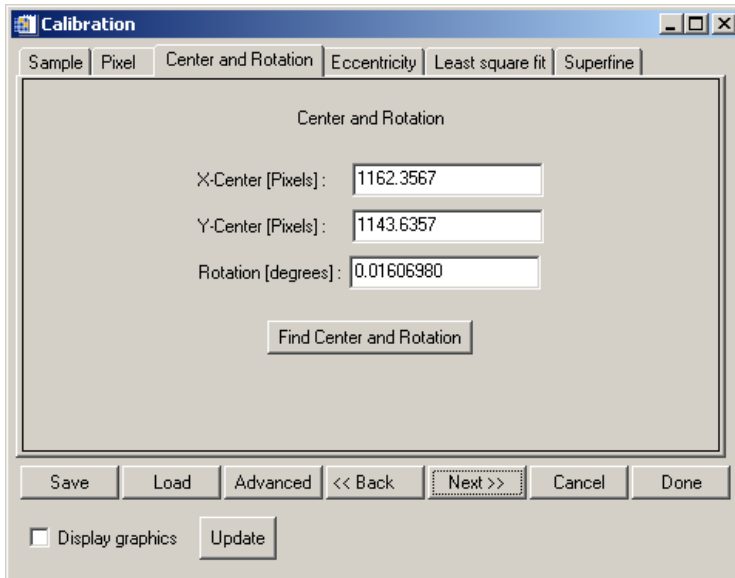 Calibration
Sample Pixel Center and Rotation Eccentricity Least square fit Superfine
Center and Rotation
X-Center [Pixels] : 1162.3567
Y-Center [Pixels] : 1143.6357
Rotation [degrees] : 0.01606980
Find Center and Rotation
Save Load Advanced << Back Next >> Cancel Done
Display graphics Update